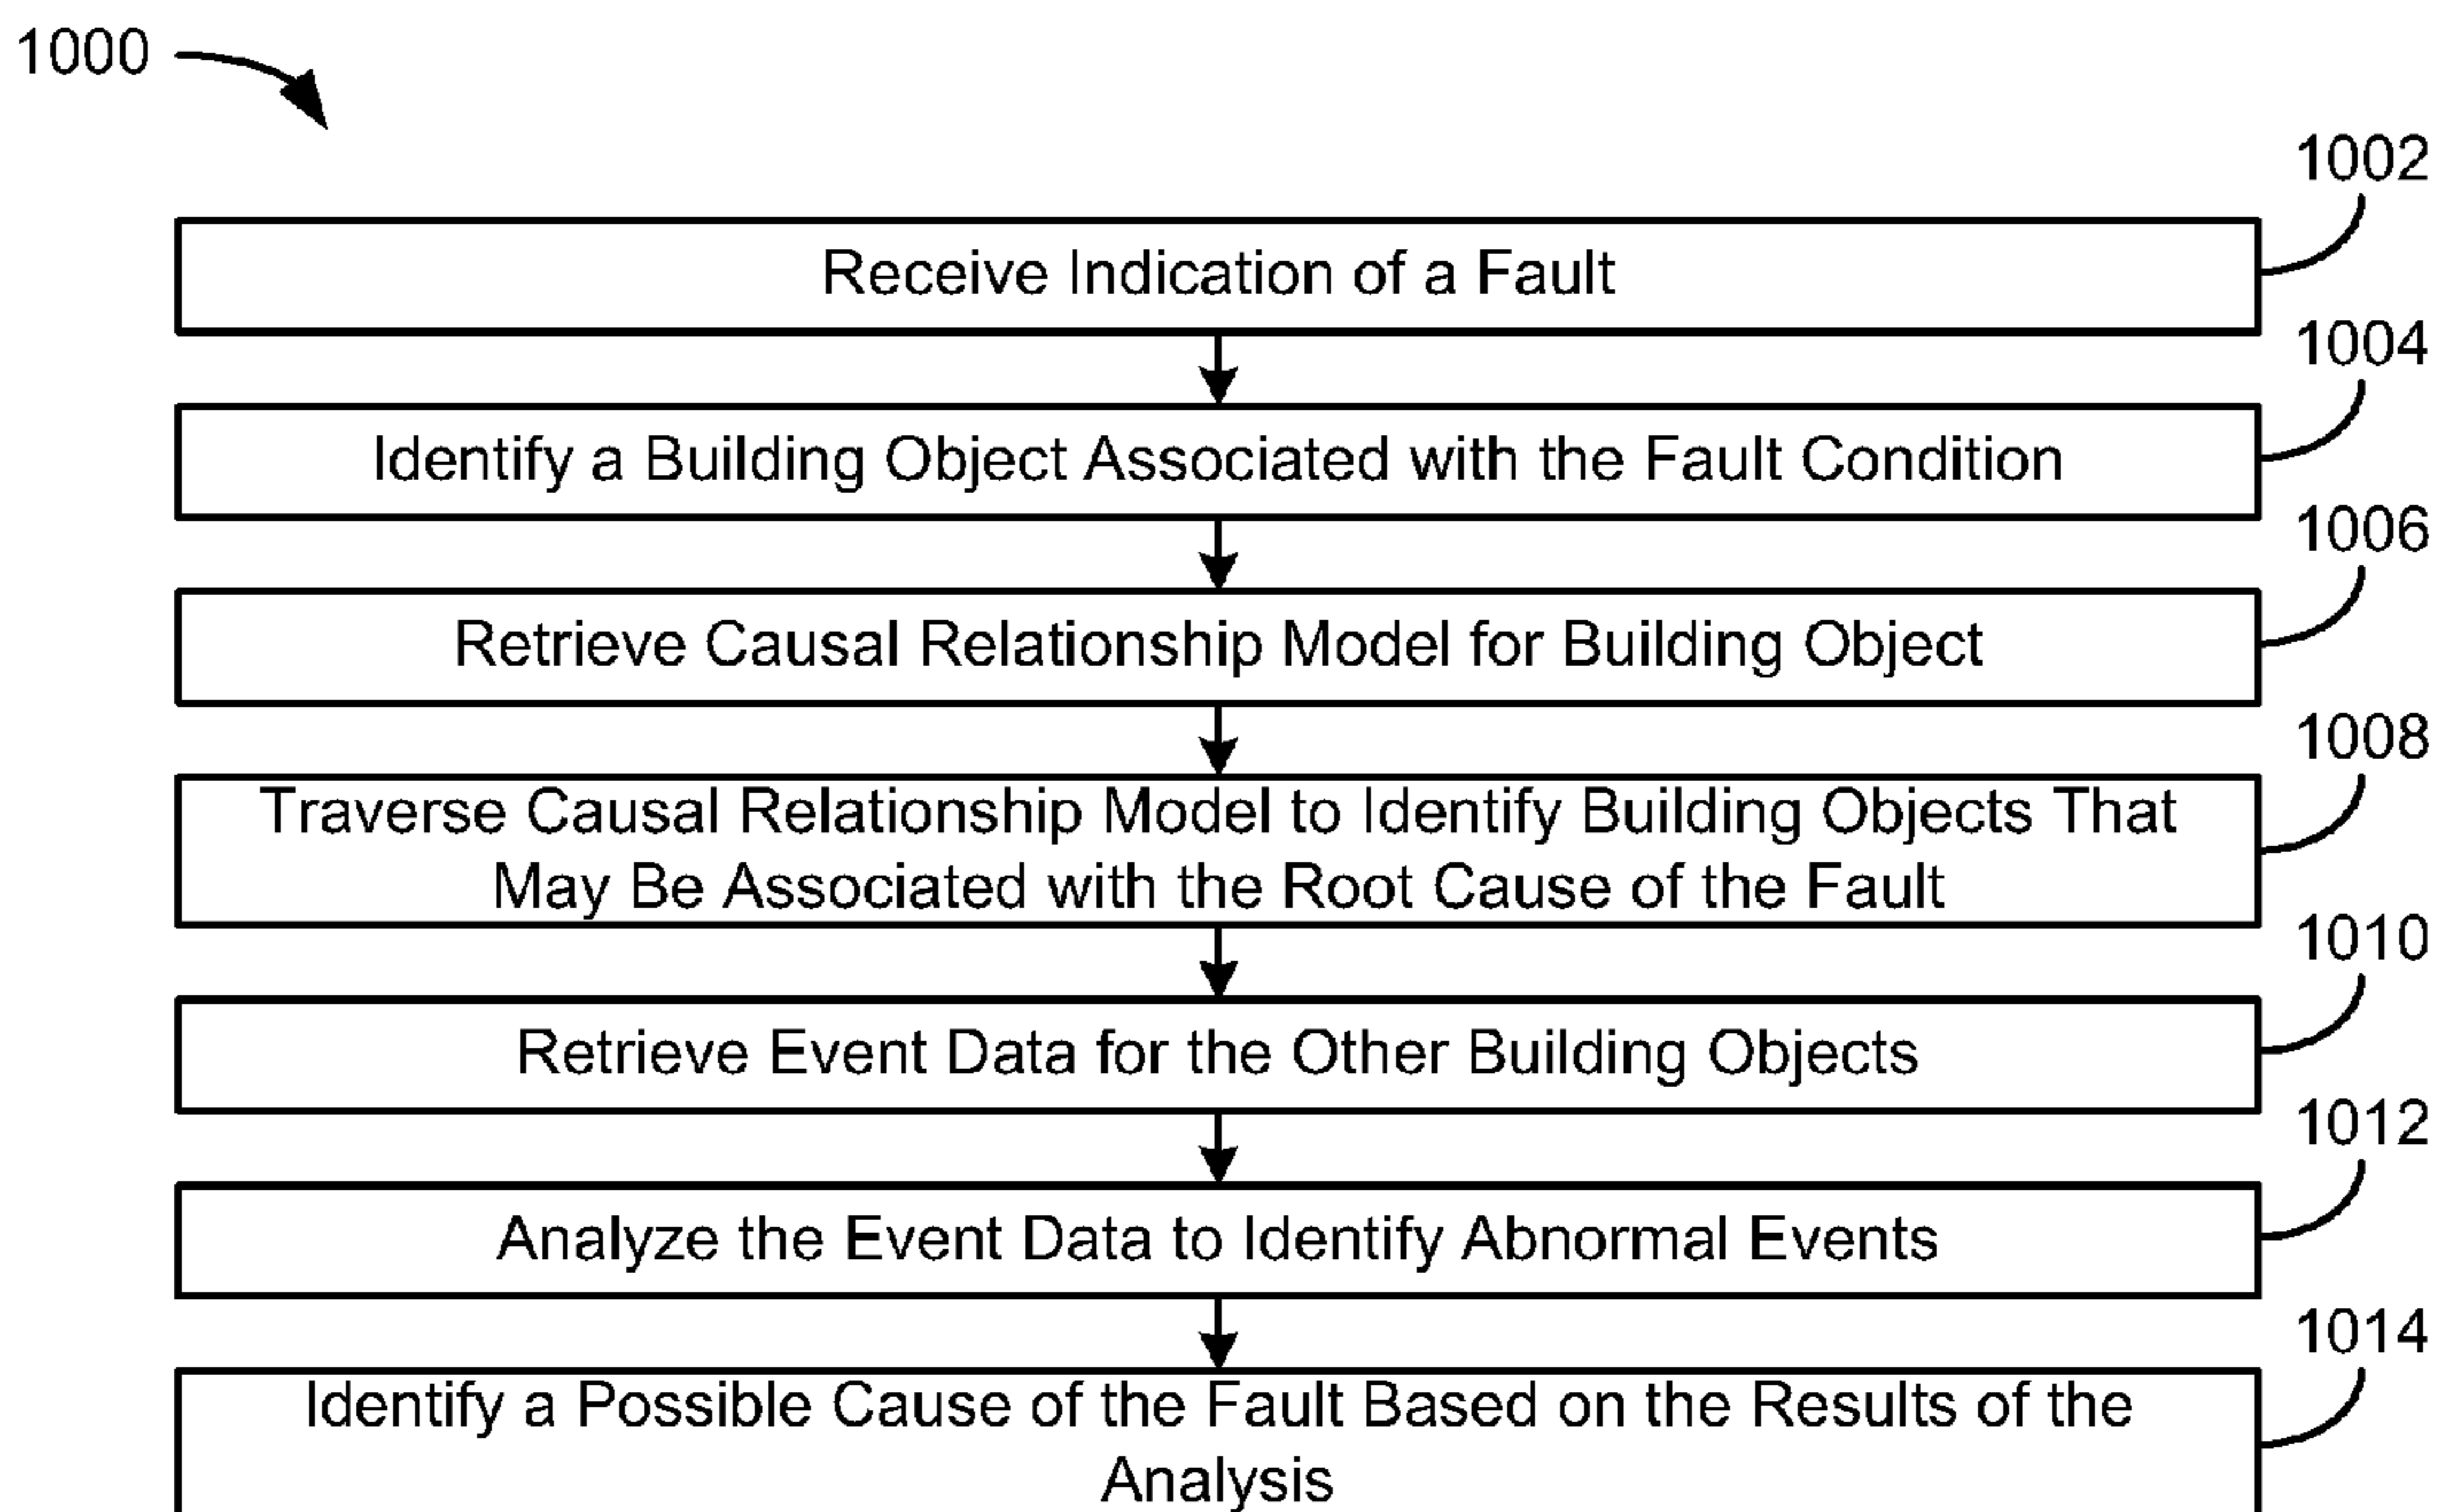 1000
1002
Receive Indication of a Fault
1004
Identify a Building Object Associated with the Fault Condition
1006
Retrieve Causal Relationship Model for Building Object
1008
Traverse Causal Relationship Model to Identify Building Objects That
May Be Associated with the Root Cause of the Fault
1010
Retrieve Event Data for the Other Building Objects
1012
Analyze the Event Data to Identify Abnormal Events
1014
Identify a Possible Cause of the Fault Based on the Results of the
Analysis